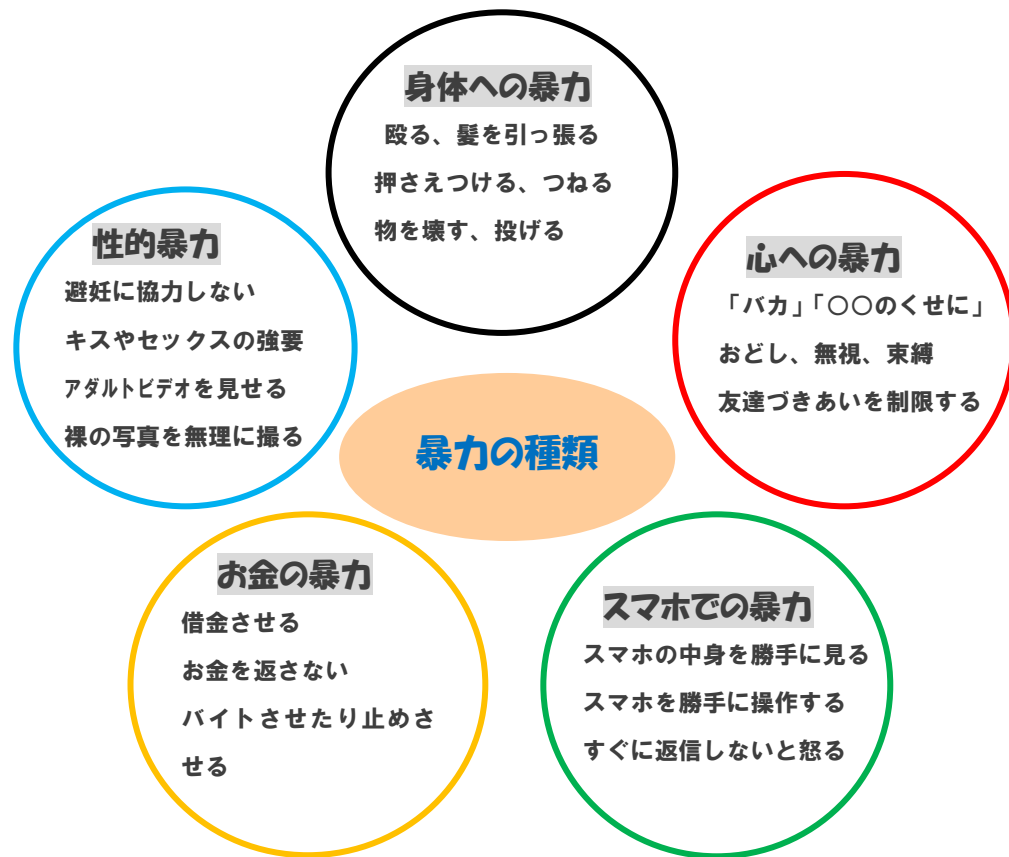 身体への暴力
殴る、髪を引っ張る
押さえつける、つねる
物を壊す、投げる
性的暴力
避妊に協力しない
キスやセックスの強要
アダルトビデオを見せる
裸の写真を無理に撮る
心への暴力
「バカ」「〇〇のくせに」
おどし、無視、束縛
友達づきあいを制限する
暴力の種類
お金の暴力
借金させる
お金を返さない
バイトさせたり止めさ
せる
スマホでの暴力
スマホの中身を勝手に見る
スマホを勝手に操作する
すぐに返信しないと怒る